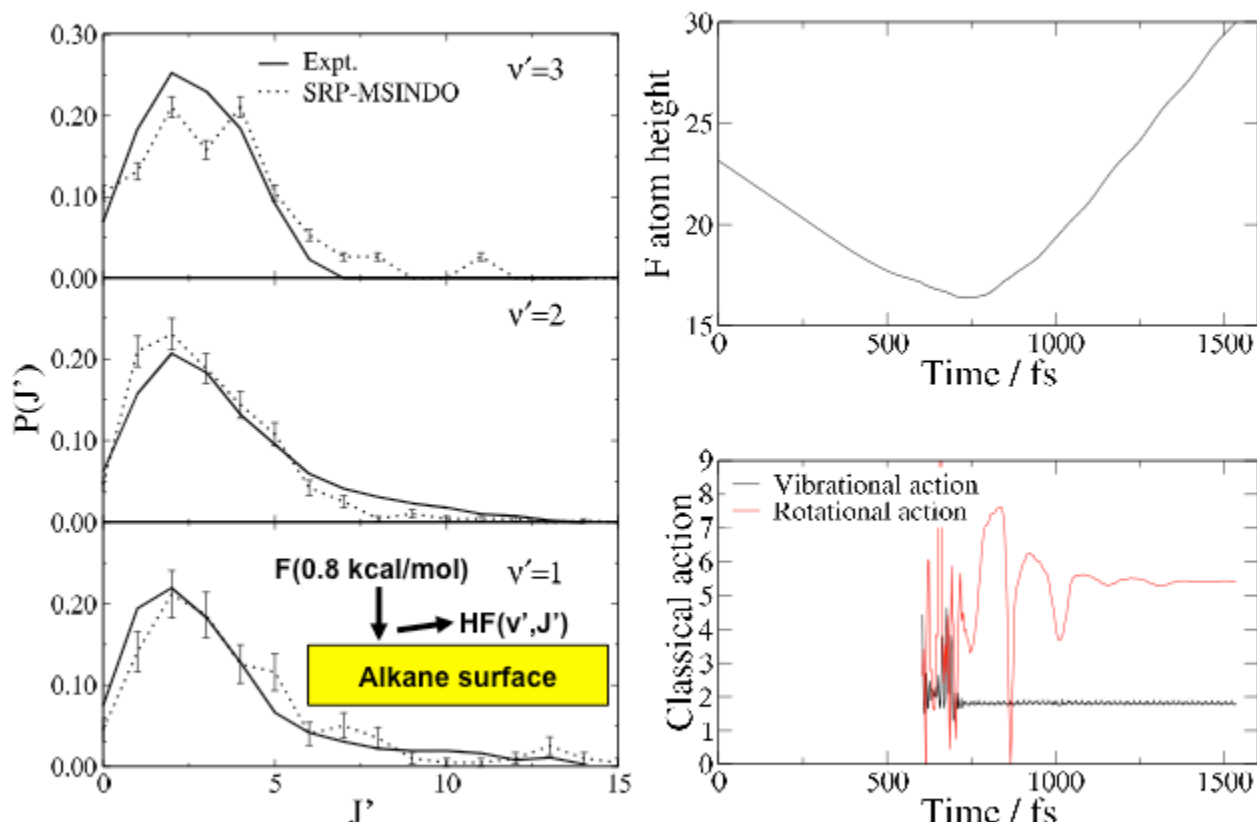 0.30
Expt.
SRP-MSINDO
ν'=3
0.20
0.10
0.00
ν'=2
0.20
0.10
0.00
P(J')
F(0.8 kcal/mol)
ν'=1
HF(v',J')
Alkane surface
0.20
0.10
0.00
0 5 10 15
J'
30
25
20
15
F atom height
0 500 1000 1500
Time / fs
9
8
7
6
5
4
3
2
1
0
Vibrational action
Rotational action
Classical action
0 500 1000 1500
Time / fs